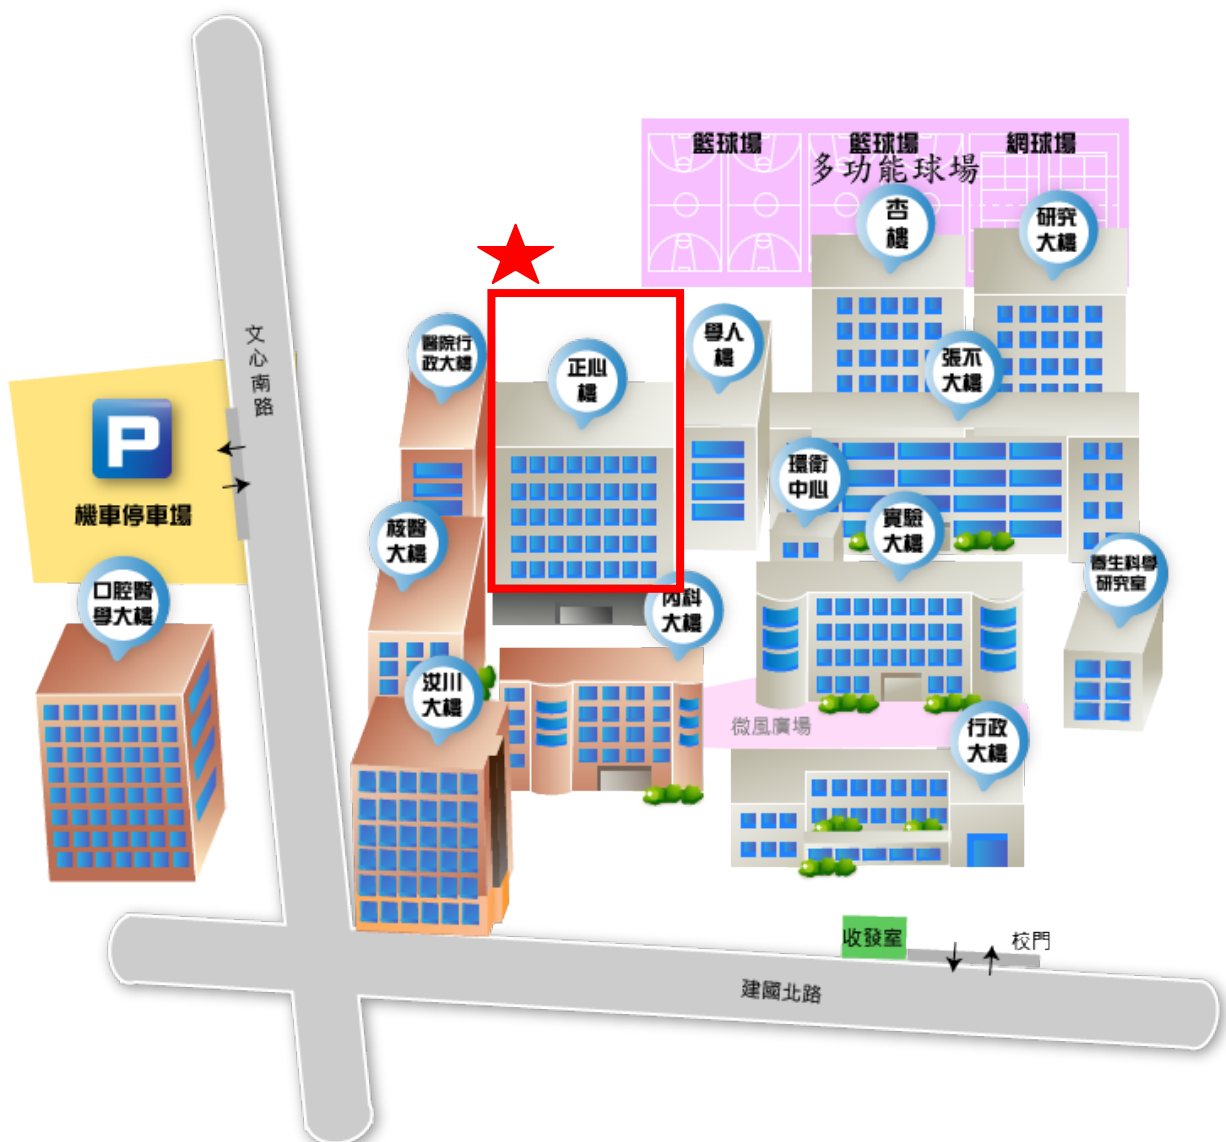 籃球場
籃球場
網球場
多功能球場
杏
樓
研究
大樓
文心南路
醫院行
政大樓
正心
樓
學人
樓
張不
大樓
P
機車停車場
環衛
中心
核醫
大樓
實驗
大樓
口腔醫
學大樓
內科
大樓
養生科學
研究室
汶川
大樓
微風廣場
行政
大樓
收發室
校門
建國北路